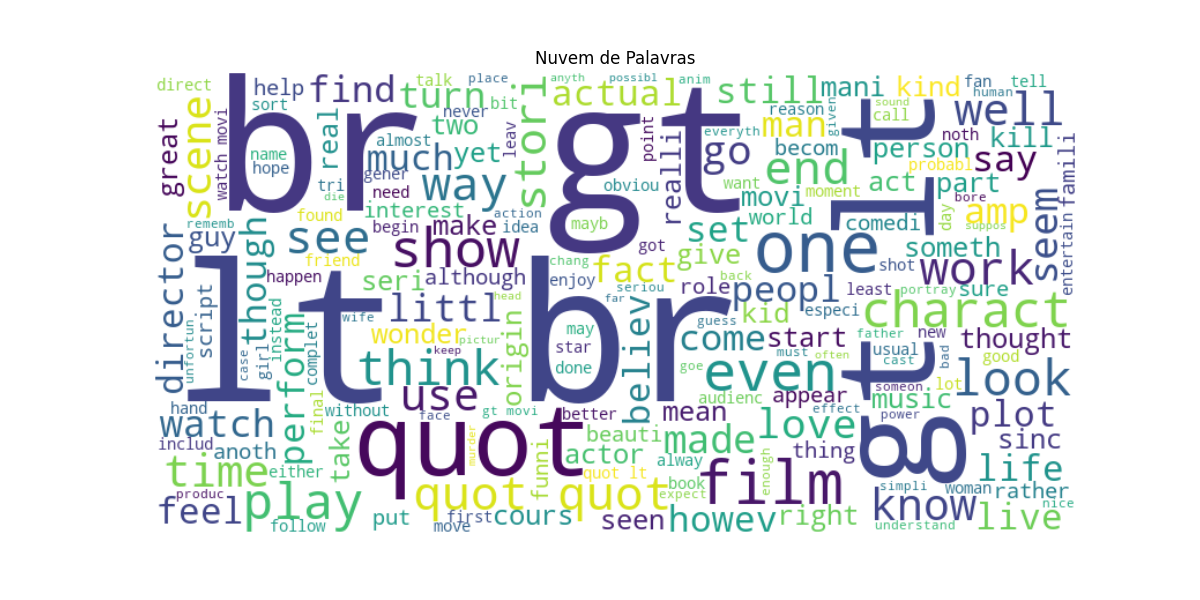 Nuvem de Palavras
direct
br
help
find
talk
turn
bit
stori
anyth
place
possibl
anim
actual
still
mani
kind
fan
tell
human
sort
scene
watch movi
great
real
never
two
almost
much
yet
leav
gt
point
everyth
reason
man
given
sound
call
well
noth
kill
name
hope
gener
need
way
tri
die
interest
obviou
realli
go
want
becom
end
moment
person
probabl
say
bore
famili
found
begin
make
action
idea
mayb
got
movi
world
act
part
day
amp
suppos
rememb
guy
though
see
show
chang
set
one
comedi
someth
seem
entertain
director
friend
happen
seri
although
enjoy
fact
seriou
give
back
role
peopl
shot
least
portray
sure
work
lt br
gt lt
littl
head
far
believ
kid
especi
charact
script
unfortun
instead
wife
wonder
pictur
origin
may
star
done
guess
come
start
father
new
thought
case
girl
complet
perform
keep
think
goe
must
often
usual
cast
bad
good
even
use
someon
lot
look
hand
final
without
face
gt movi
better
audienc
mean
appear
effect
music
power
plot
watch
includ
anoth
take
quot
murder
funni
beauti
actor
made
love
alway
thing
sinc
time
either
quot lt
book
expect
enough
film
simpli
woman
rather
life
produc
feel
play
quot
quot
know
nice
follow
put
first
move
cours
seen
howev
right
understand
live